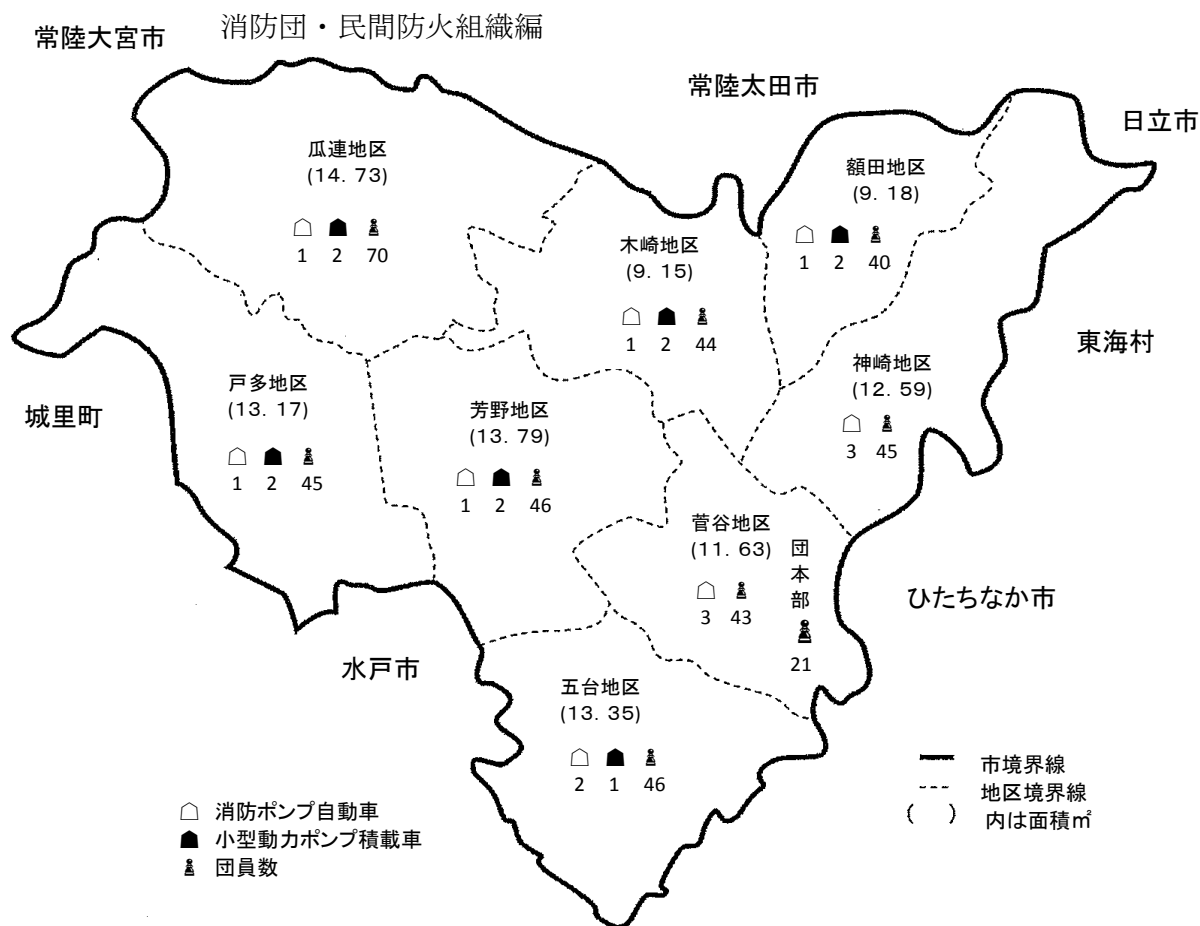 消防団・民間防火組織編
常陸大宮市
常陸太田市
日立市
瓜連地区
(14. 73)
1 2 70
額田地区
(9. 18)
1 2 40
木崎地区
(9. 15)
1 2 44
東海村
神崎地区
(12. 59)
3 45
戸多地区
(13. 17)
1 2 45
城里町
芳野地区
(13. 79)
1 2 46
菅谷地区
(11. 63)
3 43
団本部
21
ひたちなか市
水戸市
五台地区
(13. 35)
2 1 46
消防ポンプ自動車
小型動力ポンプ積載車
団員数
市境界線
地区境界線
( ) 内は面積㎡